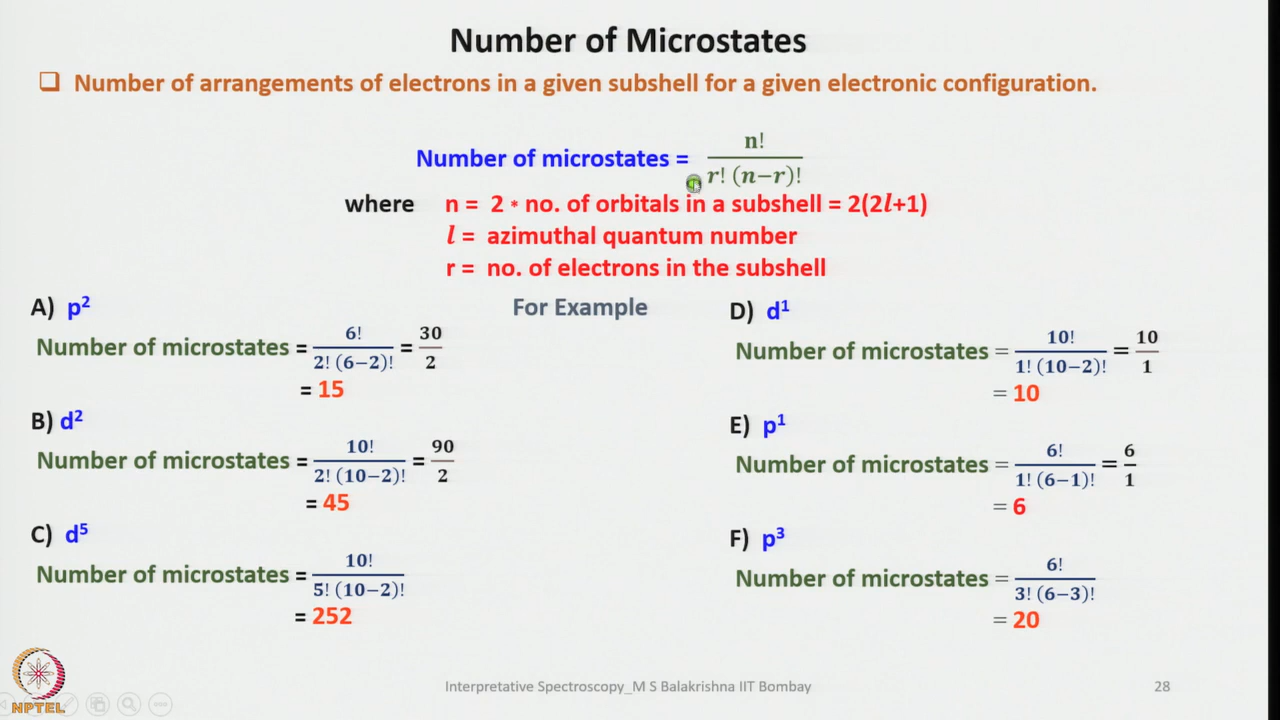 Number of Microstates
❑ Number of arrangements of electrons in a given subshell for a given electronic configuration.
Number of microstates = n! / r! (n−r)!
where n = 2 * no. of orbitals in a subshell = 2(2l+1)
l = azimuthal quantum number
r = no. of electrons in the subshell
For Example
A) p²
Number of microstates = 6! / 2! (6−2)! = 30 / 2
= 15
B) d²
Number of microstates = 10! / 2! (10−2)! = 90 / 2
= 45
C) d⁵
Number of microstates = 10! / 5! (10−2)!
= 252
D) d¹
Number of microstates = 10! / 1! (10−2)! = 10 / 1
= 10
E) p¹
Number of microstates = 6! / 1! (6−1)! = 6 / 1
= 6
F) p³
Number of microstates = 6! / 3! (6−3)!
= 20
NPTEL
Interpretative Spectroscopy_M S Balakrishna IIT Bombay
28